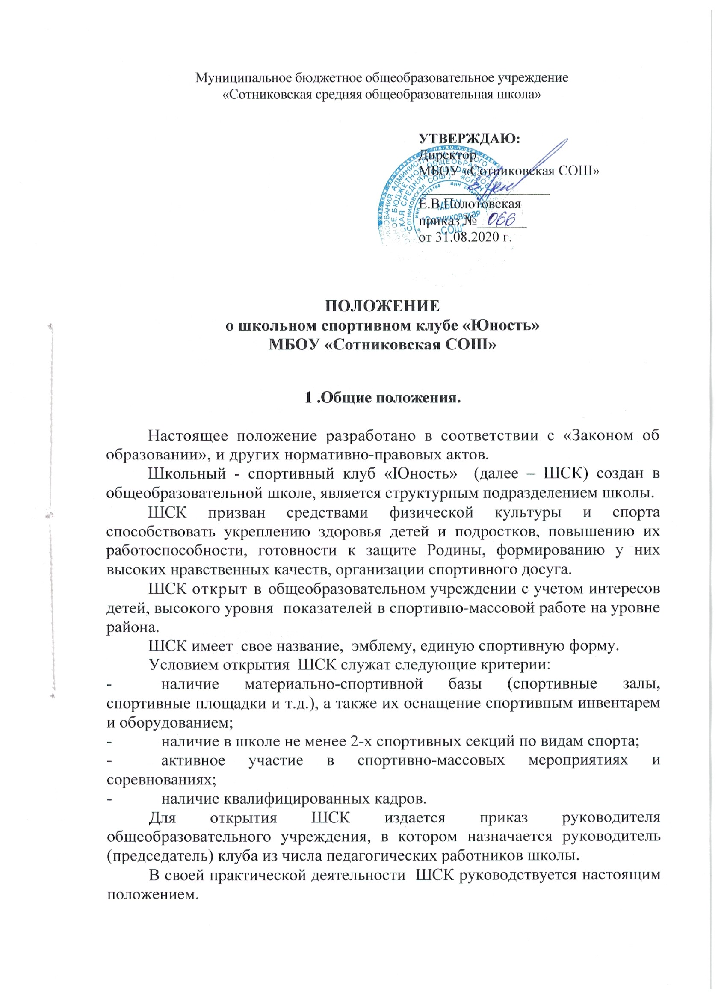 Муниципальное бюджетное общеобразовательное учреждение
«Сотниковская средняя общеобразовательная школа»
УТВЕРЖДАЮ:
Директор
МБОУ «Сотниковская СОШ»
Е.В.Полотовская
приказ № 066
от 31.08.2020 г.
МБОУ
"Сотниковская
СОШ"
ПОЛОЖЕНИЕ
о школьном спортивном клубе «Юность»
МБОУ «Сотниковская СОШ»
1 .Общие положения.
Настоящее положение разработано в соответствии с «Законом об
образовании», и других нормативно-правовых актов.
Школьный - спортивный клуб «Юность» (далее – ШСК) создан в
общеобразовательной школе, является структурным подразделением школы.
ШСК призван средствами физической культуры и спорта
способствовать укреплению здоровья детей и подростков, повышению их
работоспособности, готовности к защите Родины, формированию у них
высоких нравственных качеств, организации спортивного досуга.
ШСК открыт в общеобразовательном учреждении с учетом интересов
детей, высокого уровня показателей в спортивно-массовой работе на уровне
района.
ШСК имеет свое название, эмблему, единую спортивную форму.
Условием открытия ШСК служат следующие критерии:
- наличие материально-спортивной базы (спортивные залы,
спортивные площадки и т.д.), а также их оснащение спортивным инвентарем
и оборудованием;
- наличие в школе не менее 2-х спортивных секций по видам спорта;
- активное участие в спортивно-массовых мероприятиях и
соревнованиях;
- наличие квалифицированных кадров.
Для открытия ШСК издается приказ руководителя
общеобразовательного учреждения, в котором назначается руководитель
(председатель) клуба из числа педагогических работников школы.
В своей практической деятельности ШСК руководствуется настоящим
положением.